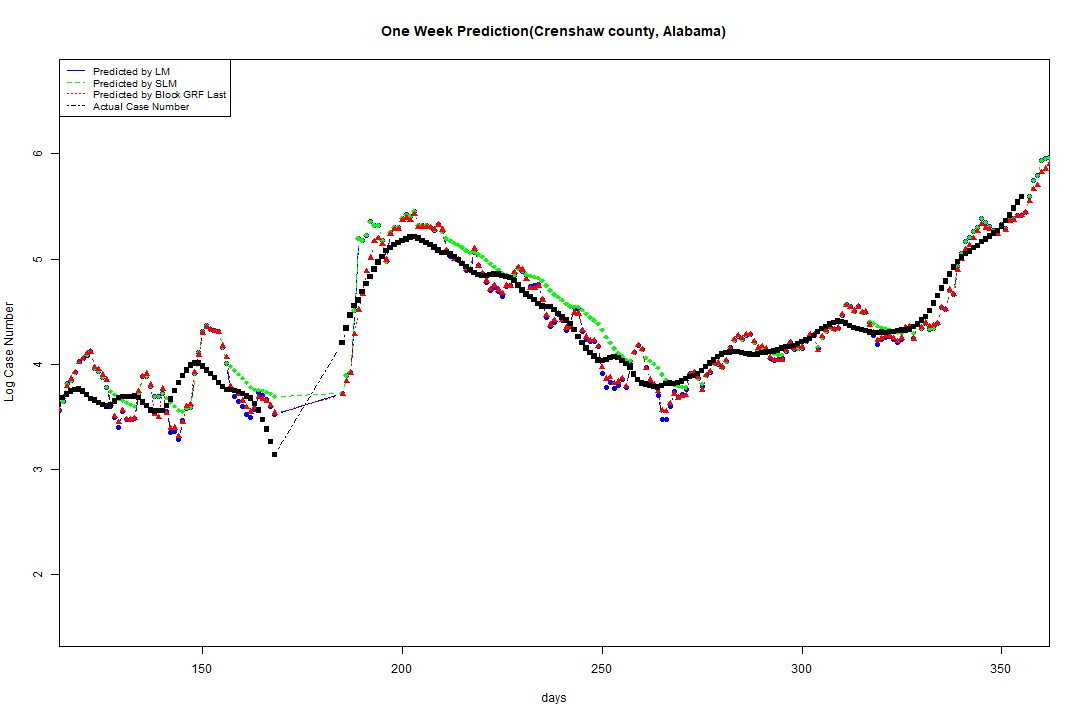 One Week Prediction(Crenshaw county, Alabama)
Predicted by LM
Predicted by SLM
Predicted by Block GRF Last
Actual Case Number
Log Case Number
6
5
4
3
2
150
200
250
300
350
days